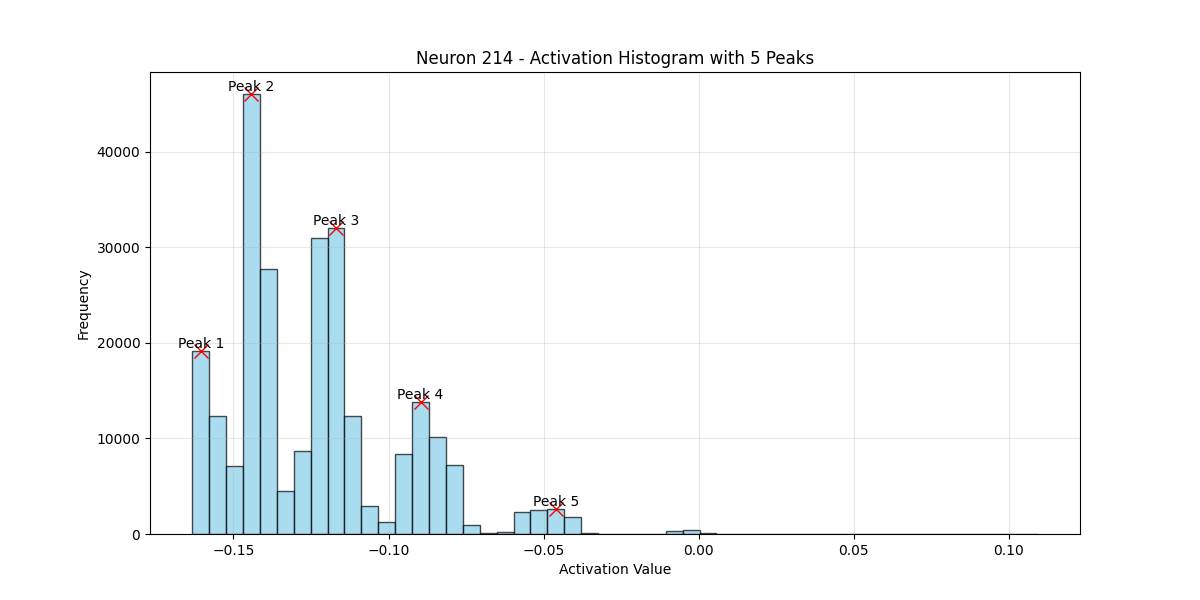 Neuron 214 - Activation Histogram with 5 Peaks
Peak 2
40000
Peak 3
30000
Frequency
Peak 1
20000
Peak 4
10000
Peak 5
0
−0.15 −0.10 −0.05 0.00 0.05 0.10
Activation Value